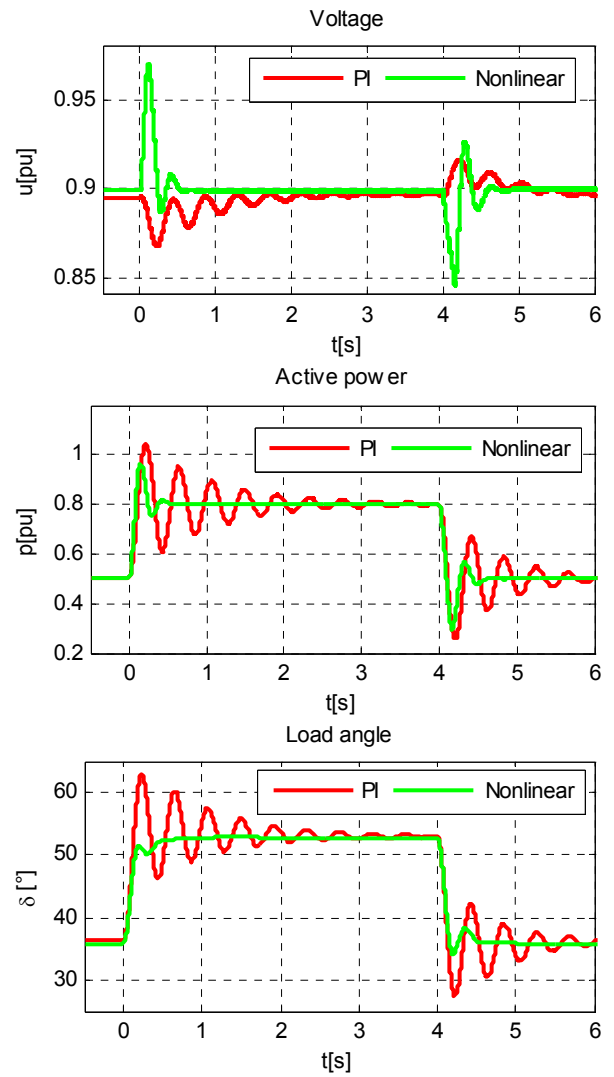 Voltage
PI Nonlinear
0.95
0.9
0.85
u[pu]
0 1 2 3 4 5 6
t[s]
Active power
PI Nonlinear
1
0.8
0.6
0.4
0.2
p[pu]
0 1 2 3 4 5 6
t[s]
Load angle
PI Nonlinear
60
50
40
30
δ [°]
0 1 2 3 4 5 6
t[s]